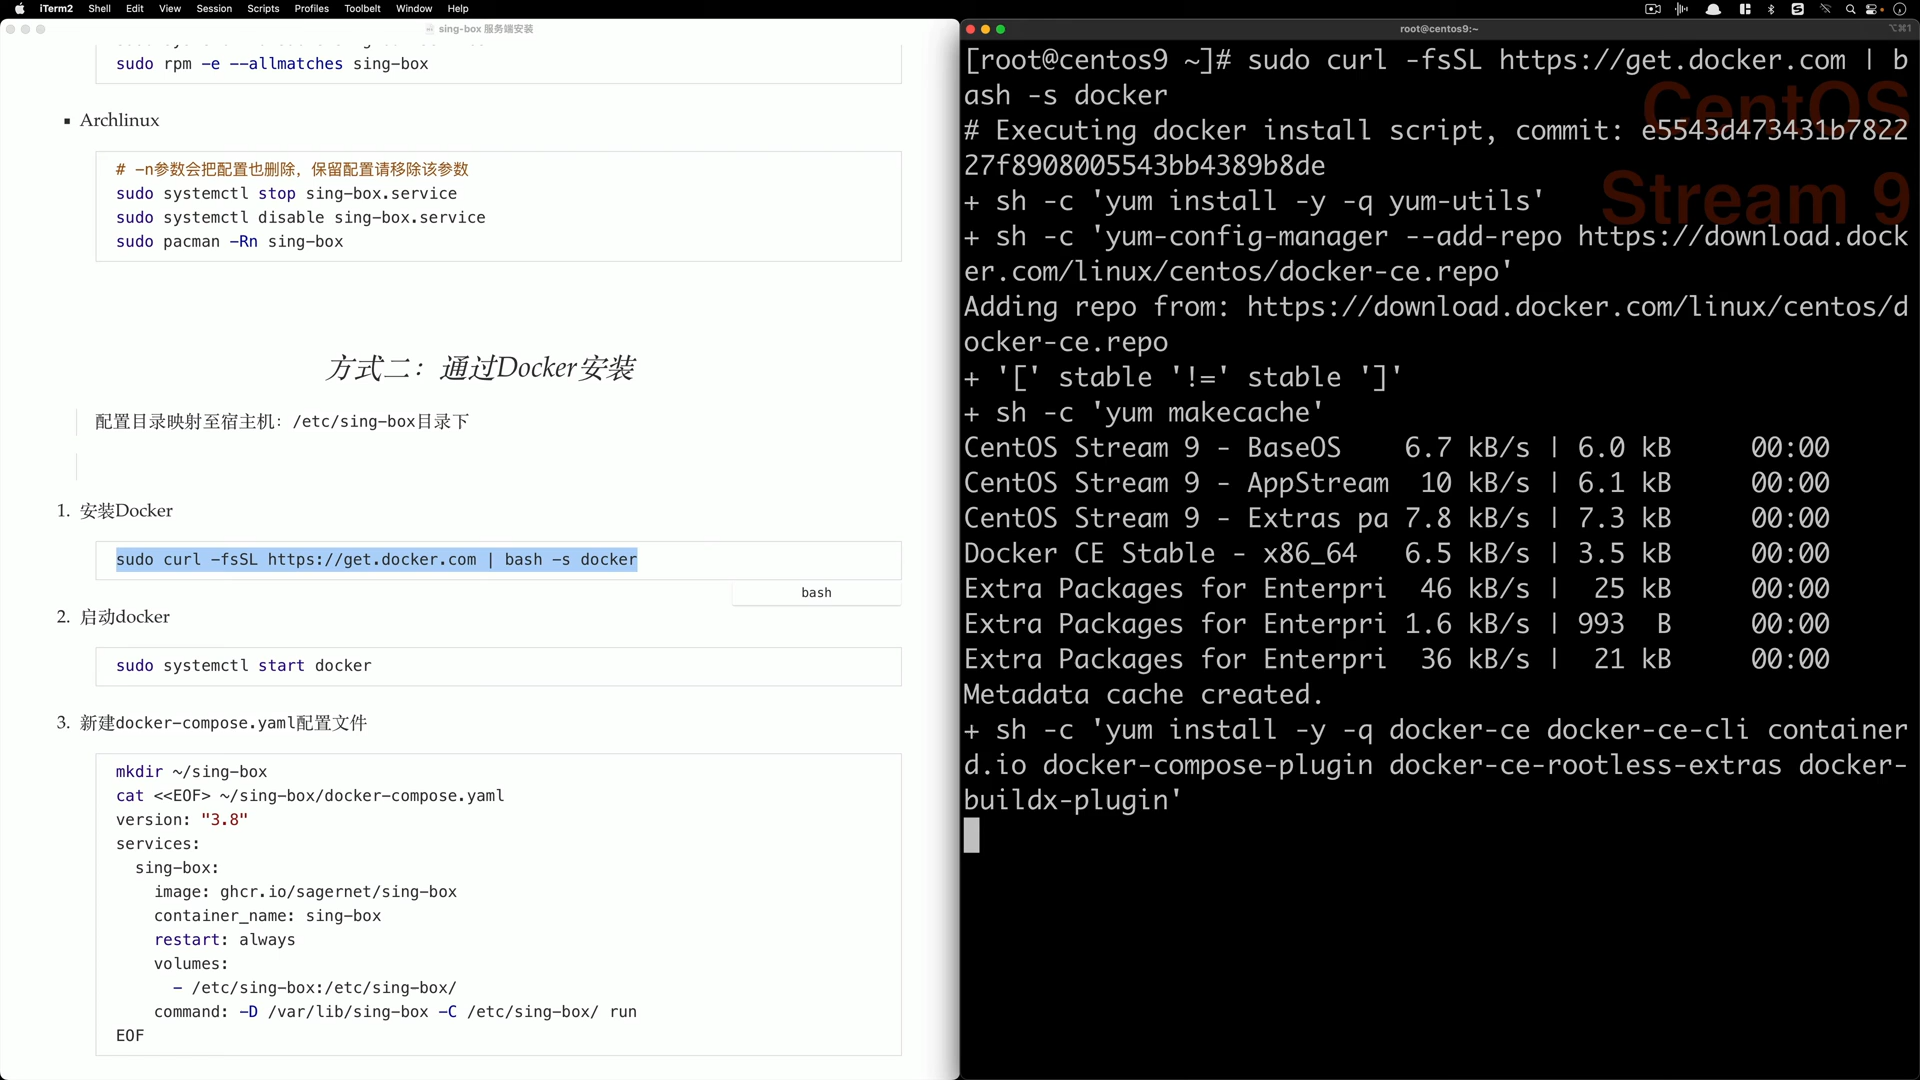 iTerm2 Shell Edit View Session Scripts Profiles Toolbelt Window Help
sing-box 服务端安装
sudo rpm -e --allmatches sing-box
▪ Archlinux
# -n参数会把配置也删除，保留配置请移除该参数
sudo systemctl stop sing-box.service
sudo systemctl disable sing-box.service
sudo pacman -Rn sing-box
方式二：通过Docker安装
配置目录映射至宿主机：/etc/sing-box目录下
1. 安装Docker
sudo curl -fsSL https://get.docker.com | bash -s docker
bash
2. 启动docker
sudo systemctl start docker
3. 新建docker-compose.yaml配置文件
mkdir ~/sing-box
cat <<EOF> ~/sing-box/docker-compose.yaml
version: "3.8"
services:
  sing-box:
    image: ghcr.io/sagernet/sing-box
    container_name: sing-box
    restart: always
    volumes:
      - /etc/sing-box:/etc/sing-box/
    command: -D /var/lib/sing-box -C /etc/sing-box/ run
EOF
root@centos9:~
⌥⌘1
CentOS
Stream 9
[root@centos9 ~]# sudo curl -fsSL https://get.docker.com | b
ash -s docker
# Executing docker install script, commit: e5543d473431b7822
27f8908005543bb4389b8de
+ sh -c 'yum install -y -q yum-utils'
+ sh -c 'yum-config-manager --add-repo https://download.dock
er.com/linux/centos/docker-ce.repo'
Adding repo from: https://download.docker.com/linux/centos/d
ocker-ce.repo
+ '[' stable '!=' stable ']'
+ sh -c 'yum makecache'
CentOS Stream 9 - BaseOS    6.7 kB/s | 6.0 kB     00:00
CentOS Stream 9 - AppStream  10 kB/s | 6.1 kB     00:00
CentOS Stream 9 - Extras pa 7.8 kB/s | 7.3 kB     00:00
Docker CE Stable - x86_64   6.5 kB/s | 3.5 kB     00:00
Extra Packages for Enterpri  46 kB/s |  25 kB     00:00
Extra Packages for Enterpri 1.6 kB/s | 993  B     00:00
Extra Packages for Enterpri  36 kB/s |  21 kB     00:00
Metadata cache created.
+ sh -c 'yum install -y -q docker-ce docker-ce-cli container
d.io docker-compose-plugin docker-ce-rootless-extras docker-
buildx-plugin'